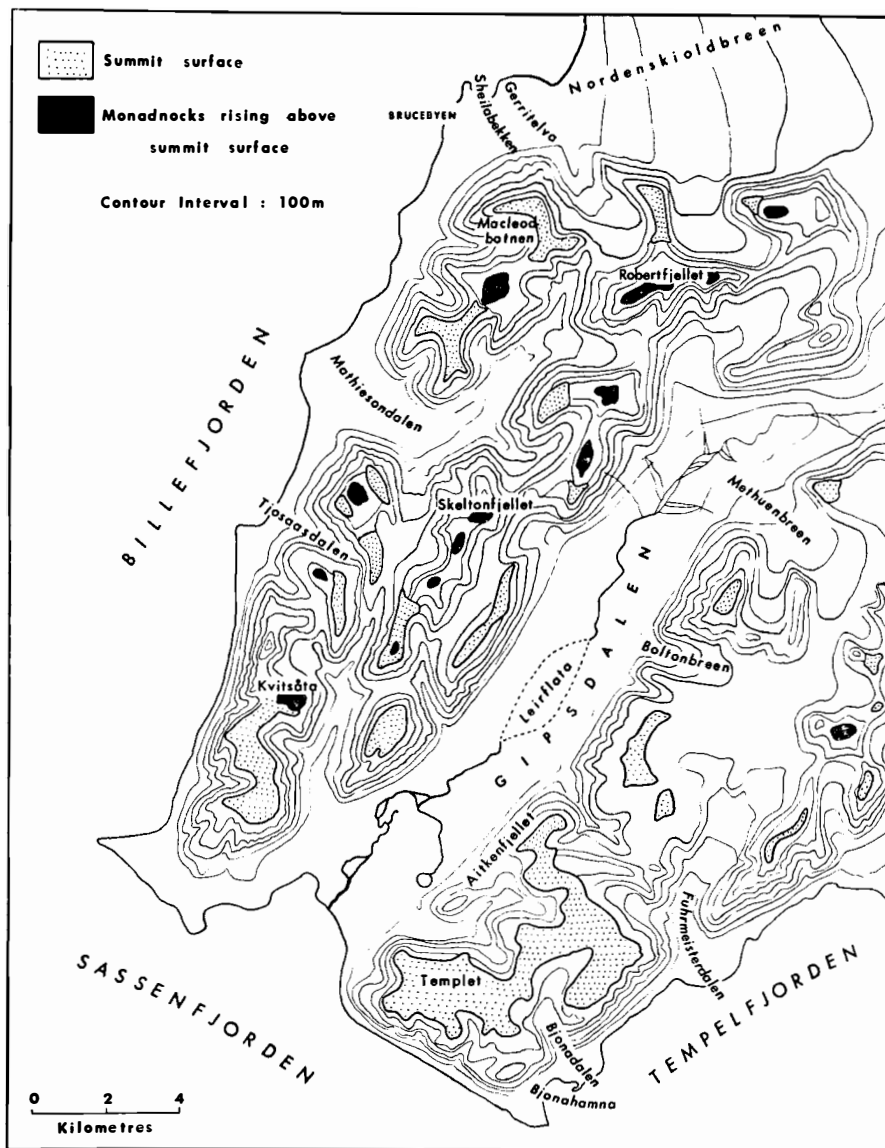 Summit surface
Monadnocks rising above
summit surface
Contour Interval : 100m
Nordenskioldbreen
Gerritelva
Sheilabekken
BRUCEBYEN
Macleod
botnen
Robertfjellet
BILLEFJORDEN
Mathiesondalen
Methuenbreen
Skeltonfjellet
Tjosaasdalen
Boltonbreen
Leirflata
GIPSDALEN
Kvitsåta
Aitkenfjellet
Fuhrmeisterdalen
SASSENFJORDEN
Templet
TEMPELFJORDEN
Bjonadalen
Bjonahamna
0 2 4
Kilometres